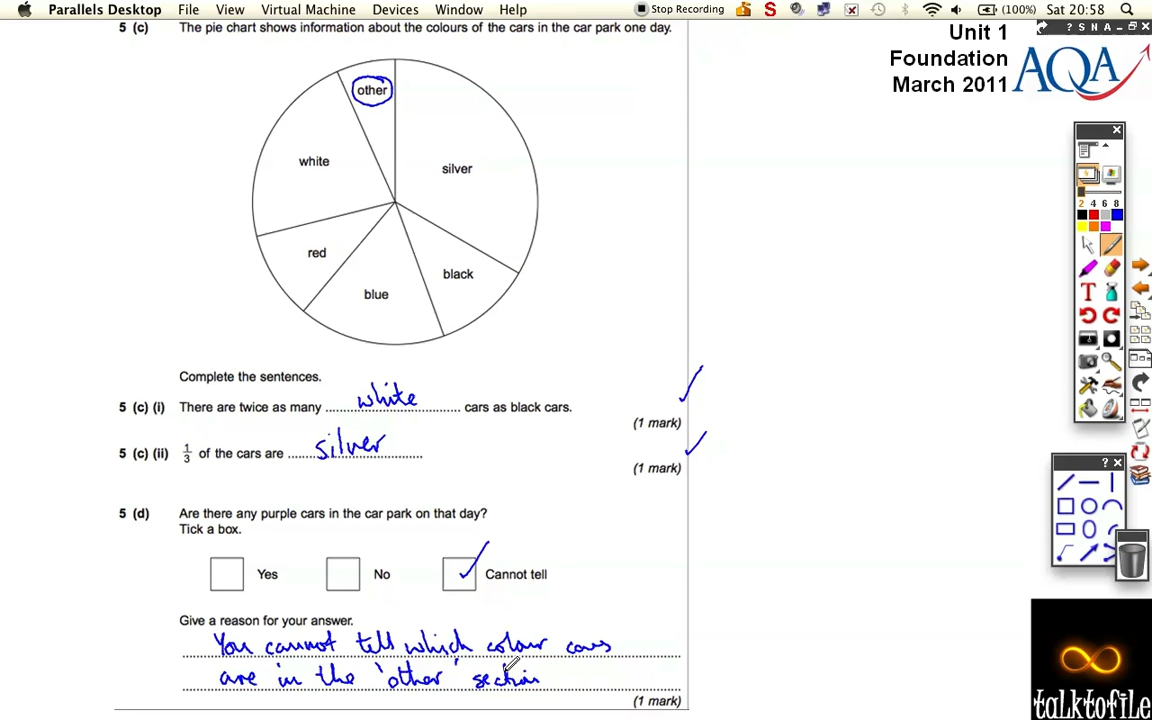 Parallels Desktop File Edit View Virtual Machine Devices Window Help Stop Recording S (100%) Sat 20:58
5 (c) The pie chart shows information about the colours of the cars in the car park one day.
Unit 1
Foundation
March 2011
AQA
? S N A
other
white
silver
red
black
blue
2 4 6 8
T
Complete the sentences.
5 (c) (i) There are twice as many white cars as black cars.
(1 mark)
5 (c) (ii) 1/3 of the cars are silver
(1 mark)
?
5 (d) Are there any purple cars in the car park on that day?
Tick a box.
Yes No Cannot tell
Give a reason for your answer.
You cannot tell which colour cars
are in the 'other' section
(1 mark)
talktofile